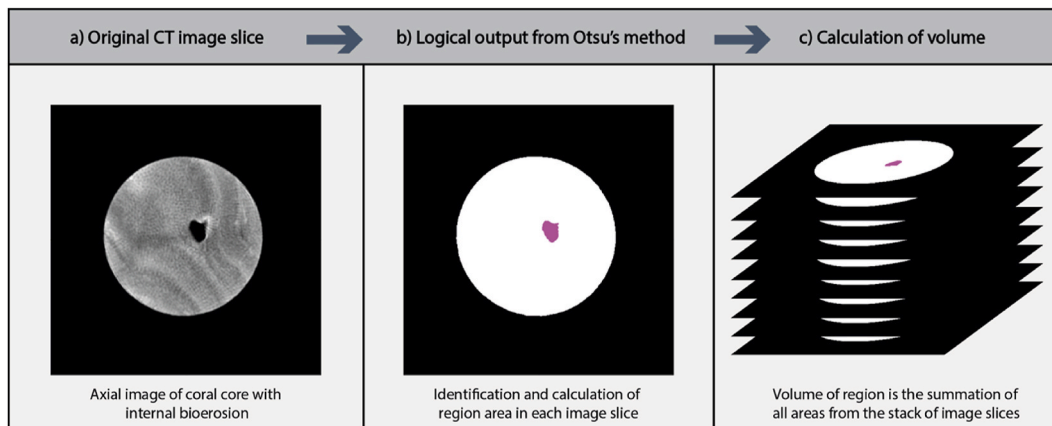 a) Original CT image slice
b) Logical output from Otsu's method
c) Calculation of volume
Axial image of coral core with
internal bioerosion
Identification and calculation of
region area in each image slice
Volume of region is the summation of
all areas from the stack of image slices